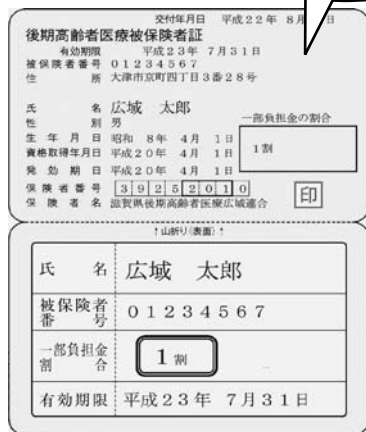 交付年月日 平成22年 8月 日
後期高齢者医療被保険者証
有効期限 平成23年 7月31日
被保険者番号 01234567
住 所 大津市京町四丁目3番28号
氏 名 広域 太郎
性 別 男
一部負担金の割合
生年月日 昭和 8年 4月 1日
1割
資格取得年月日 平成20年 4月 1日
発効期日 平成20年 4月 1日
保険者番号 39252010
保険者名 滋賀県後期高齢者医療広域連合
印
↑山折り(表面)↑
氏 名 広域 太郎
被保険者番号 01234567
一部負担金割合 1割
有効期限 平成23年 7月31日